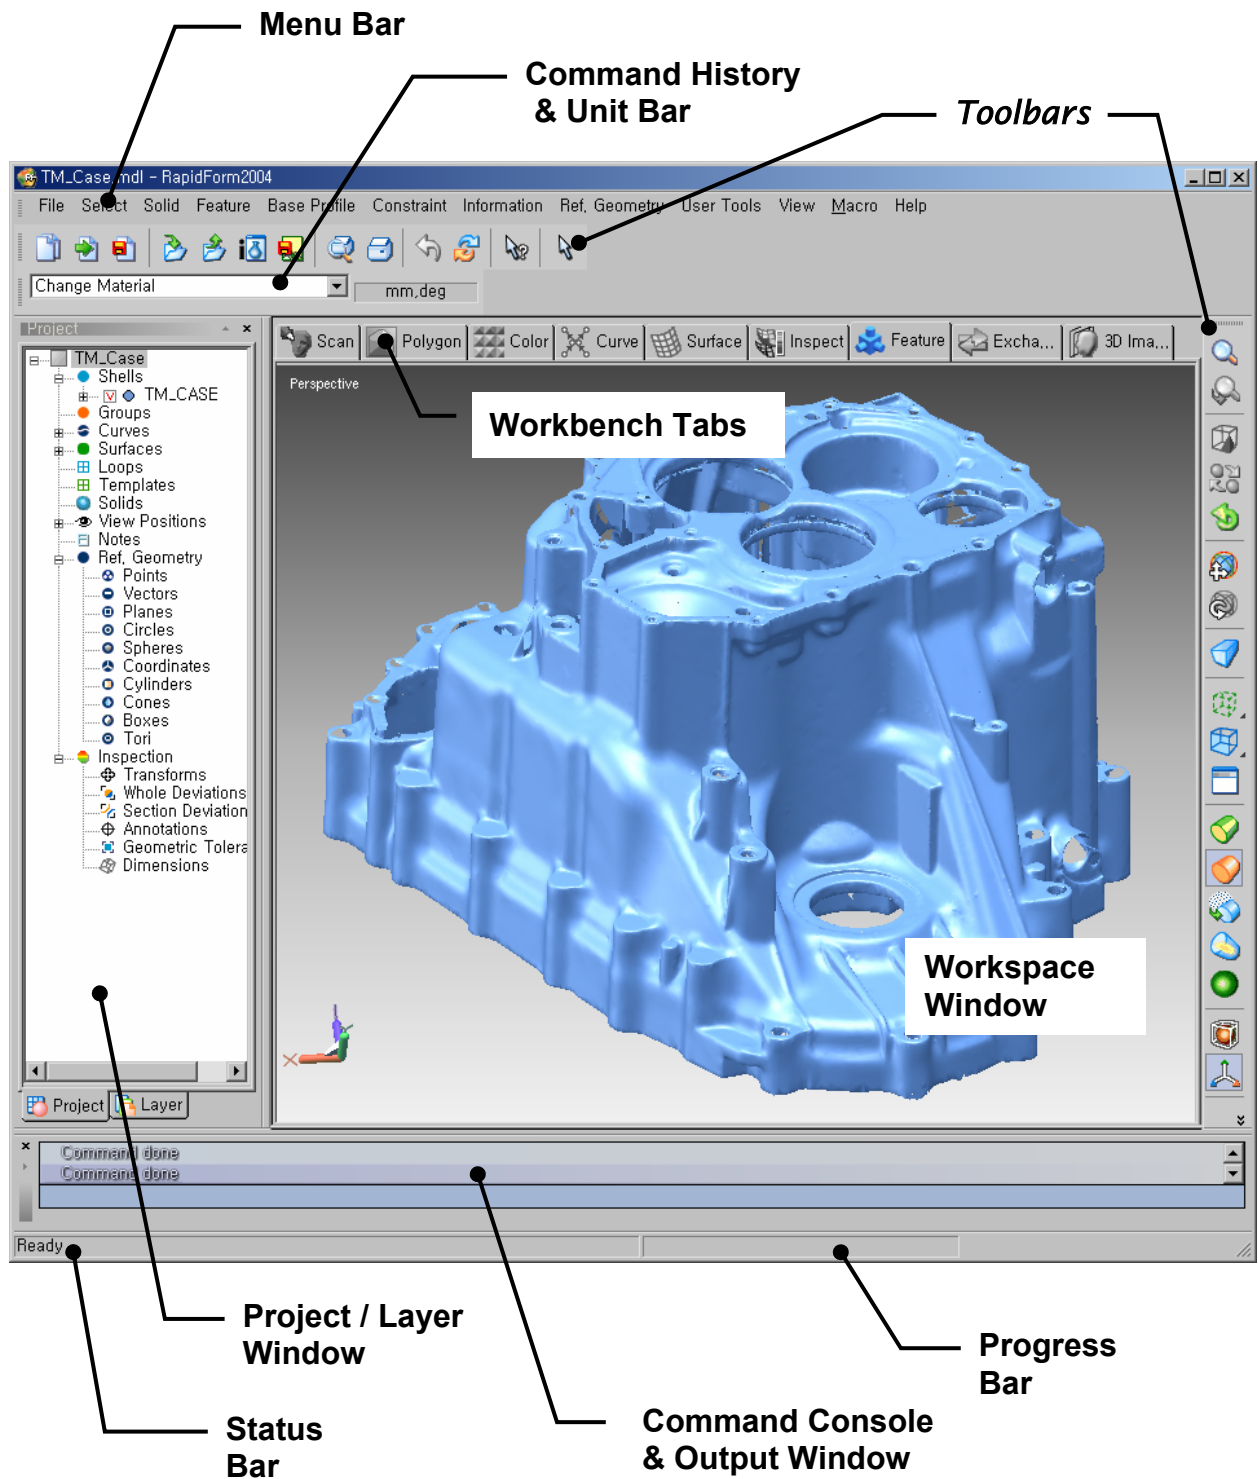 Menu Bar
Command History
& Unit Bar
Toolbars
TM_Case.mdl - RapidForm2004
File Select Solid Feature Base Profile Constraint Information Ref. Geometry User Tools View Macro Help
Change Material
mm,deg
Project
Scan Polygon Color Curve Surface Inspect Feature Excha... 3D Ima...
TM_Case
Shells
TM_CASE
Groups
Curves
Surfaces
Loops
Templates
Solids
View Positions
Notes
Ref. Geometry
Points
Vectors
Planes
Circles
Spheres
Coordinates
Cylinders
Cones
Boxes
Tori
Inspection
Transforms
Whole Deviations
Section Deviation
Annotations
Geometric Tolera
Dimensions
Perspective
Workbench Tabs
Workspace
Window
Project Layer
Command done
Command done
Ready
Project / Layer
Window
Progress
Bar
Status
Bar
Command Console
& Output Window